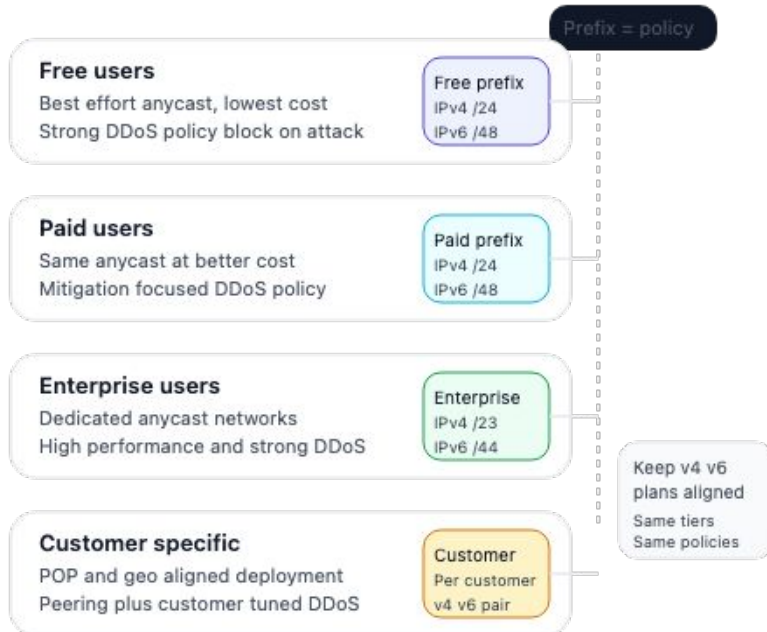 Prefix = policy
Free users
Best effort anycast, lowest cost
Strong DDoS policy block on attack
Free prefix
IPv4 /24
IPv6 /48
Paid users
Same anycast at better cost
Mitigation focused DDoS policy
Paid prefix
IPv4 /24
IPv6 /48
Enterprise users
Dedicated anycast networks
High performance and strong DDoS
Enterprise
IPv4 /23
IPv6 /44
Keep v4 v6
plans aligned
Same tiers
Same policies
Customer specific
POP and geo aligned deployment
Peering plus customer tuned DDoS
Customer
Per customer
v4 v6 pair